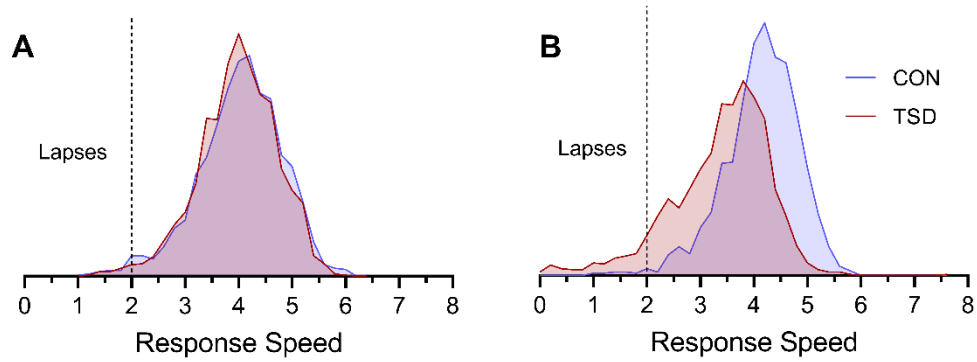 A
Lapses
0 1 2 3 4 5 6 7 8
Response Speed
B
CON
TSD
Lapses
0 1 2 3 4 5 6 7 8
Response Speed